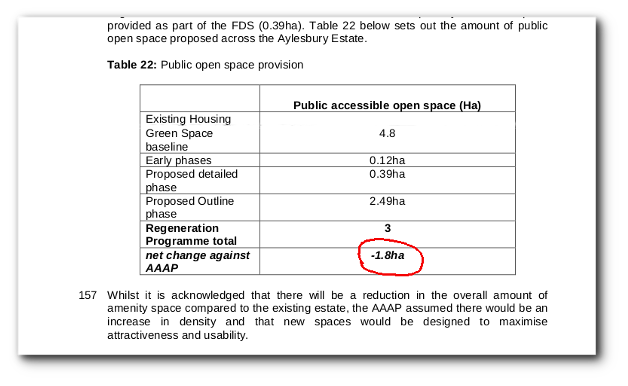 provided as part of the FDS (0.39ha). Table 22 below sets out the amount of public
open space proposed across the Aylesbury Estate.
Table 22: Public open space provision
Public accessible open space (Ha)
Existing Housing
Green Space
baseline
4.8
Early phases
0.12ha
Proposed detailed
phase
0.39ha
Proposed Outline
phase
2.49ha
Regeneration
Programme total
3
net change against
AAAP
-1.8ha
157 Whilst it is acknowledged that there will be a reduction in the overall amount of
amenity space compared to the existing estate, the AAAP assumed there would be an
increase in density and that new spaces would be designed to maximise
attractiveness and usability.